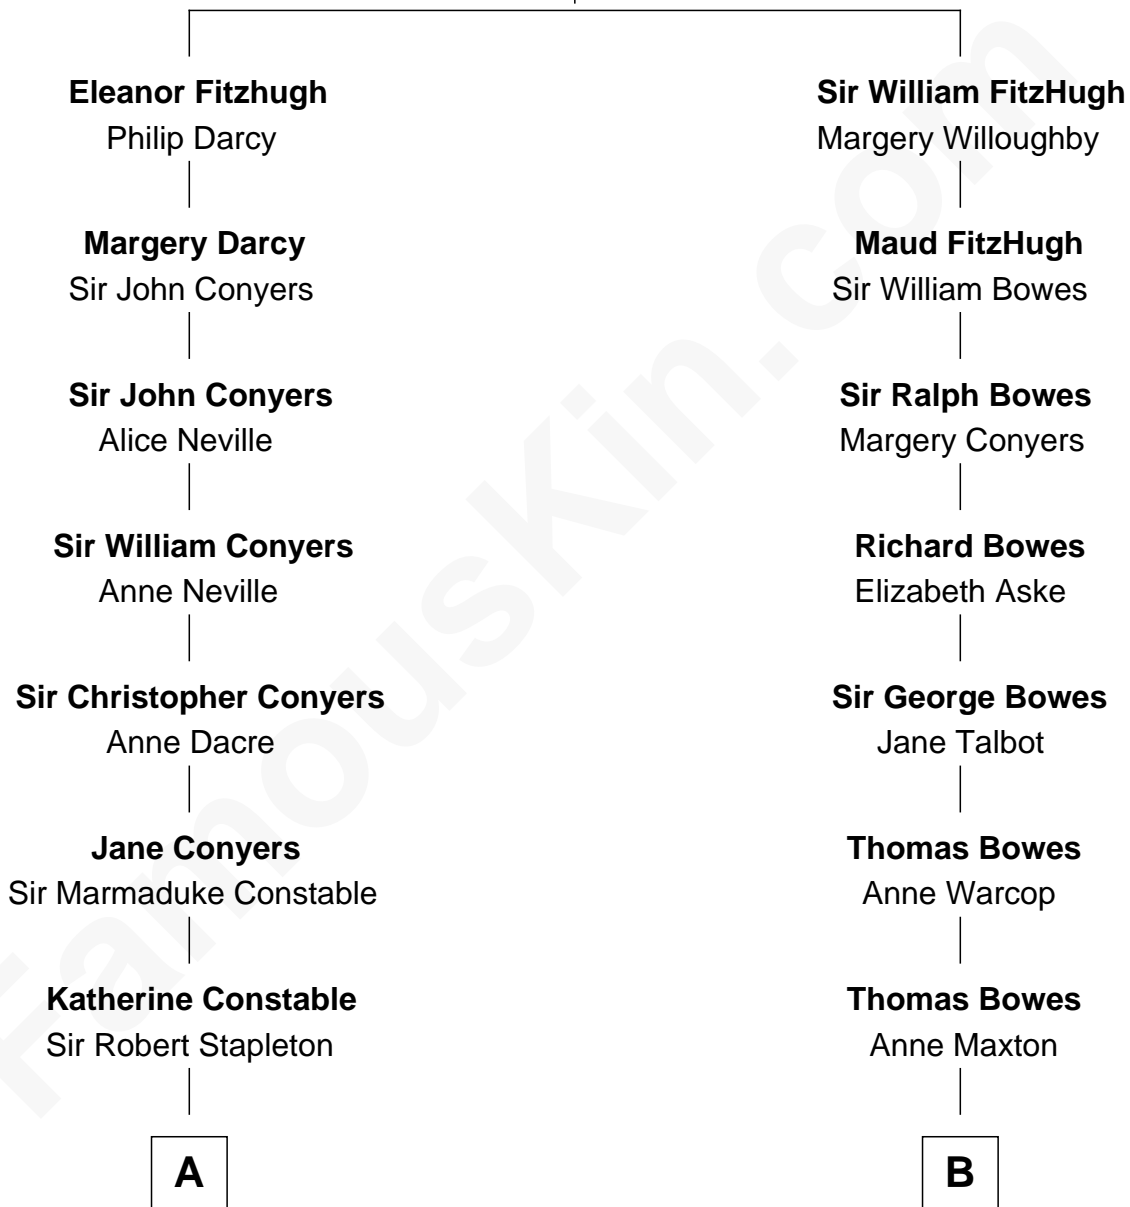 Eleanor Fitzhugh
Philip Darcy
Sir William FitzHugh
Margery Willoughby
Margery Darcy
Sir John Conyers
Maud FitzHugh
Sir William Bowes
Sir John Conyers
Alice Neville
Sir Ralph Bowes
Margery Conyers
Sir William Conyers
Anne Neville
Richard Bowes
Elizabeth Aske
Sir Christopher Conyers
Anne Dacre
Sir George Bowes
Jane Talbot
Jane Conyers
Sir Marmaduke Constable
Thomas Bowes
Anne Warcop
Katherine Constable
Sir Robert Stapleton
Thomas Bowes
Anne Maxton
A
B
FamousKin.com